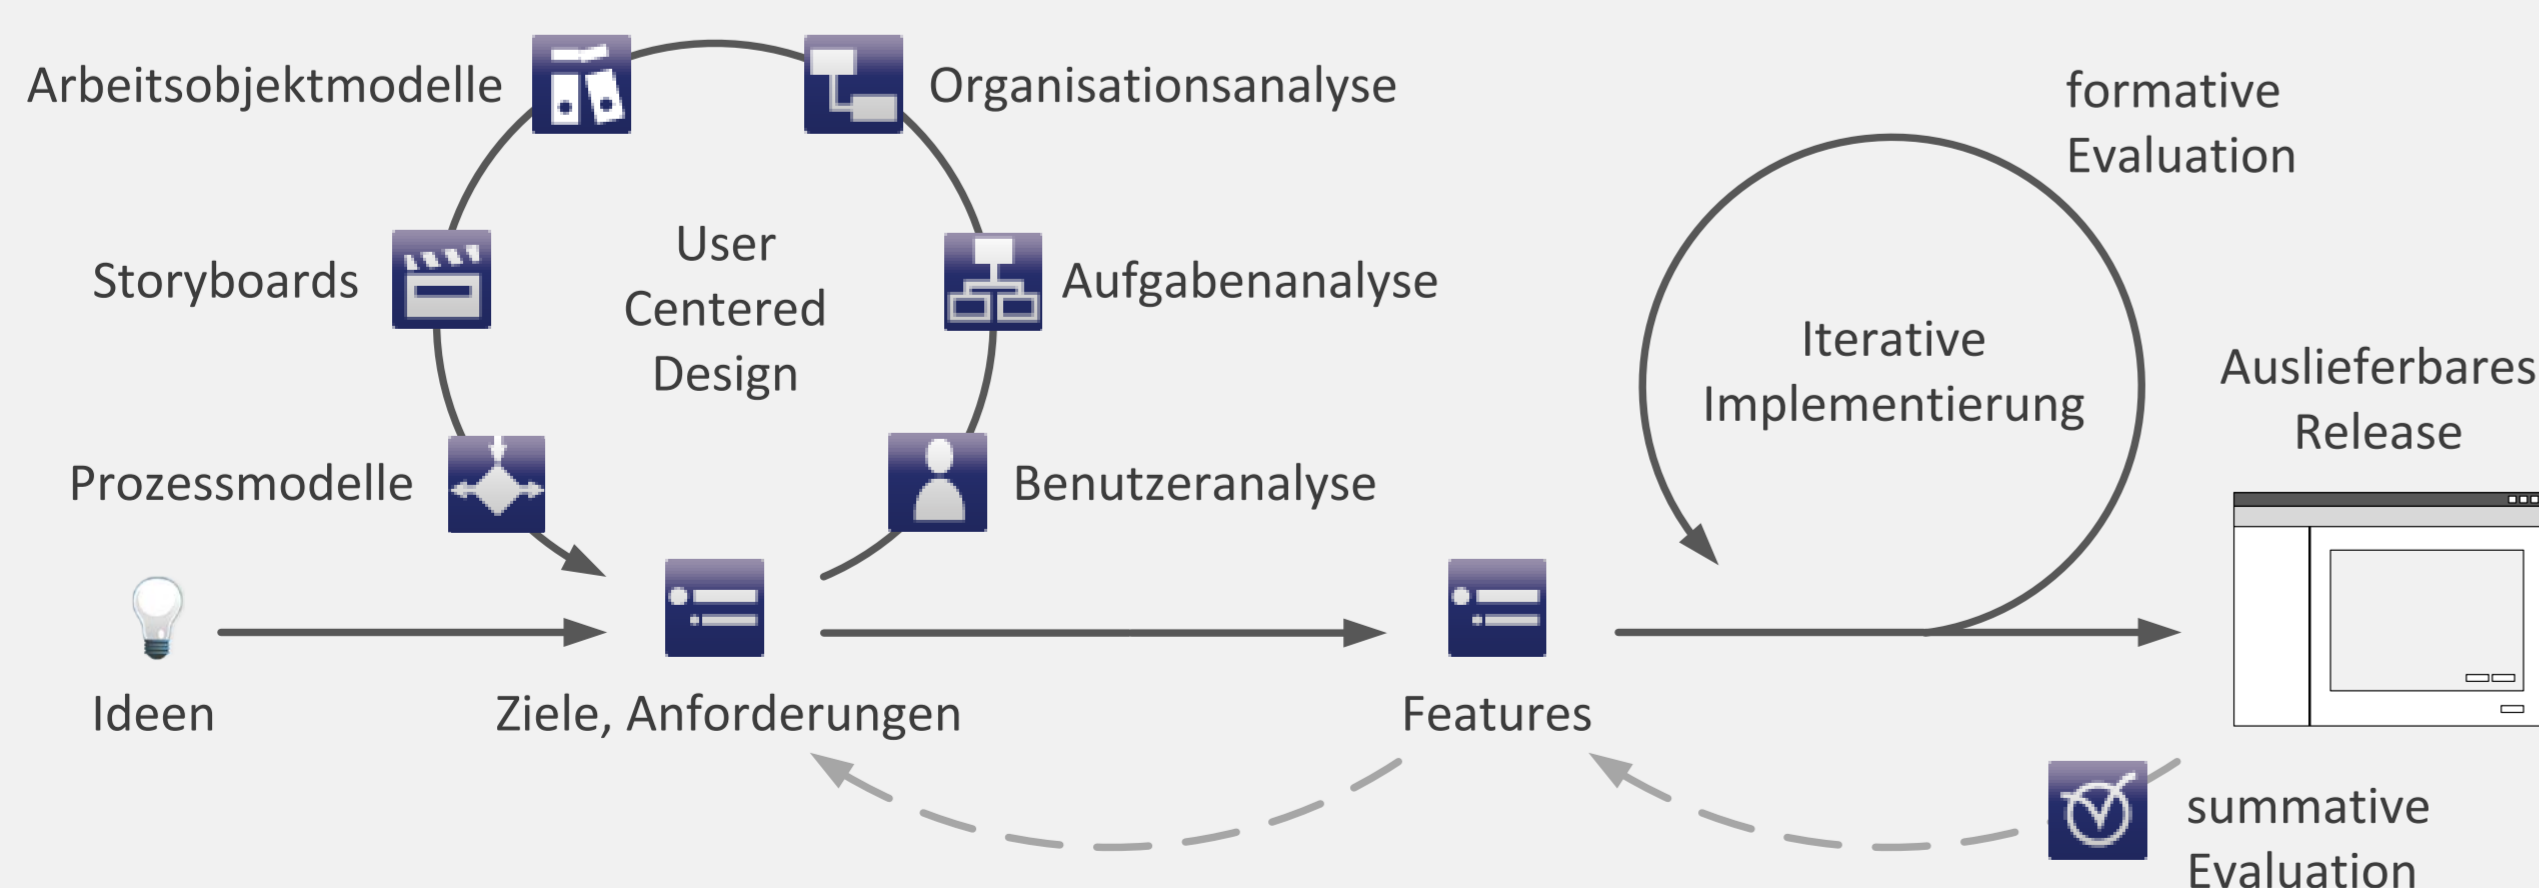 Arbeitsobjektmodelle
Organisationsanalyse
Storyboards
User
Centered
Design
Aufgabenanalyse
Prozessmodelle
Benutzeranalyse
Ideen
Ziele, Anforderungen
Features
formative
Evaluation
Iterative
Implementierung
Auslieferbares
Release
summative
Evaluation